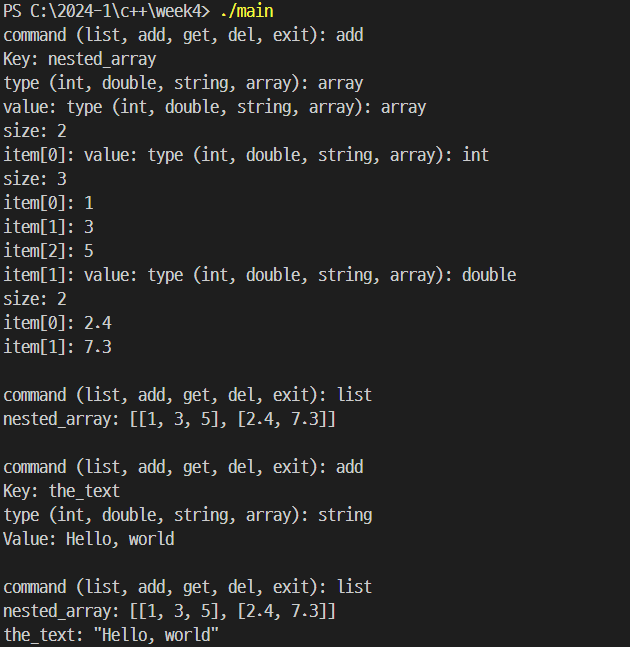 PS C:\2024-1\c++\week4> ./main
command (list, add, get, del, exit): add
Key: nested_array
type (int, double, string, array): array
value: type (int, double, string, array): array
size: 2
item[0]: value: type (int, double, string, array): int
size: 3
item[0]: 1
item[1]: 3
item[2]: 5
item[1]: value: type (int, double, string, array): double
size: 2
item[0]: 2.4
item[1]: 7.3
command (list, add, get, del, exit): list
nested_array: [[1, 3, 5], [2.4, 7.3]]
command (list, add, get, del, exit): add
Key: the_text
type (int, double, string, array): string
Value: Hello, world
command (list, add, get, del, exit): list
nested_array: [[1, 3, 5], [2.4, 7.3]]
the_text: "Hello, world"